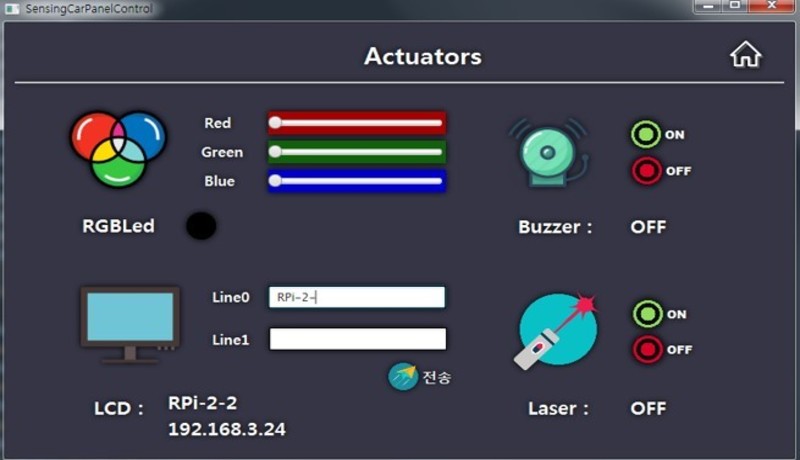 SensingCarPanelControl
Actuators
Red
Green
Blue
RGBLed
ON
OFF
Buzzer : OFF
Line0 RPi-2-
Line1
전송
LCD : RPi-2-2
192.168.3.24
ON
OFF
Laser : OFF